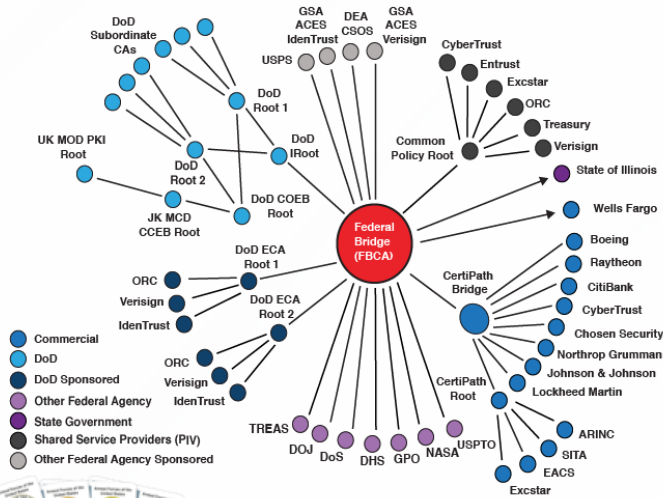 DoD
Subordinate
CAs
GSA
ACES
IdenTrust
DEA
CSOS
GSA
ACES
Verisign
USPS
CyberTrust
Entrust
Excstar
ORC
Treasury
Verisign
Common
Policy Root
DoD
Root 1
DoD
IRoot
DoD
Root 2
UK MOD PKI
Root
JK MCD
CCEB Root
DoD COEB
Root
State of Illinois
Wells Fargo
Federal
Bridge
(FBCA)
DoD ECA
Root 1
ORC
Verisign
IdenTrust
DoD ECA
Root 2
ORC
Verisign
IdenTrust
CertiPath
Bridge
Boeing
Raytheon
CitiBank
CyberTrust
Chosen Security
Northrop Grumman
Johnson & Johnson
Lockheed Martin
CertiPath
Root
ARINC
SITA
EACS
Excstar
TREAS
DOJ
DoS
DHS
GPO
NASA
USPTO
Commercial
DoD
DoD Sponsored
Other Federal Agency
State Government
Shared Service Providers (PIV)
Other Federal Agency Sponsored